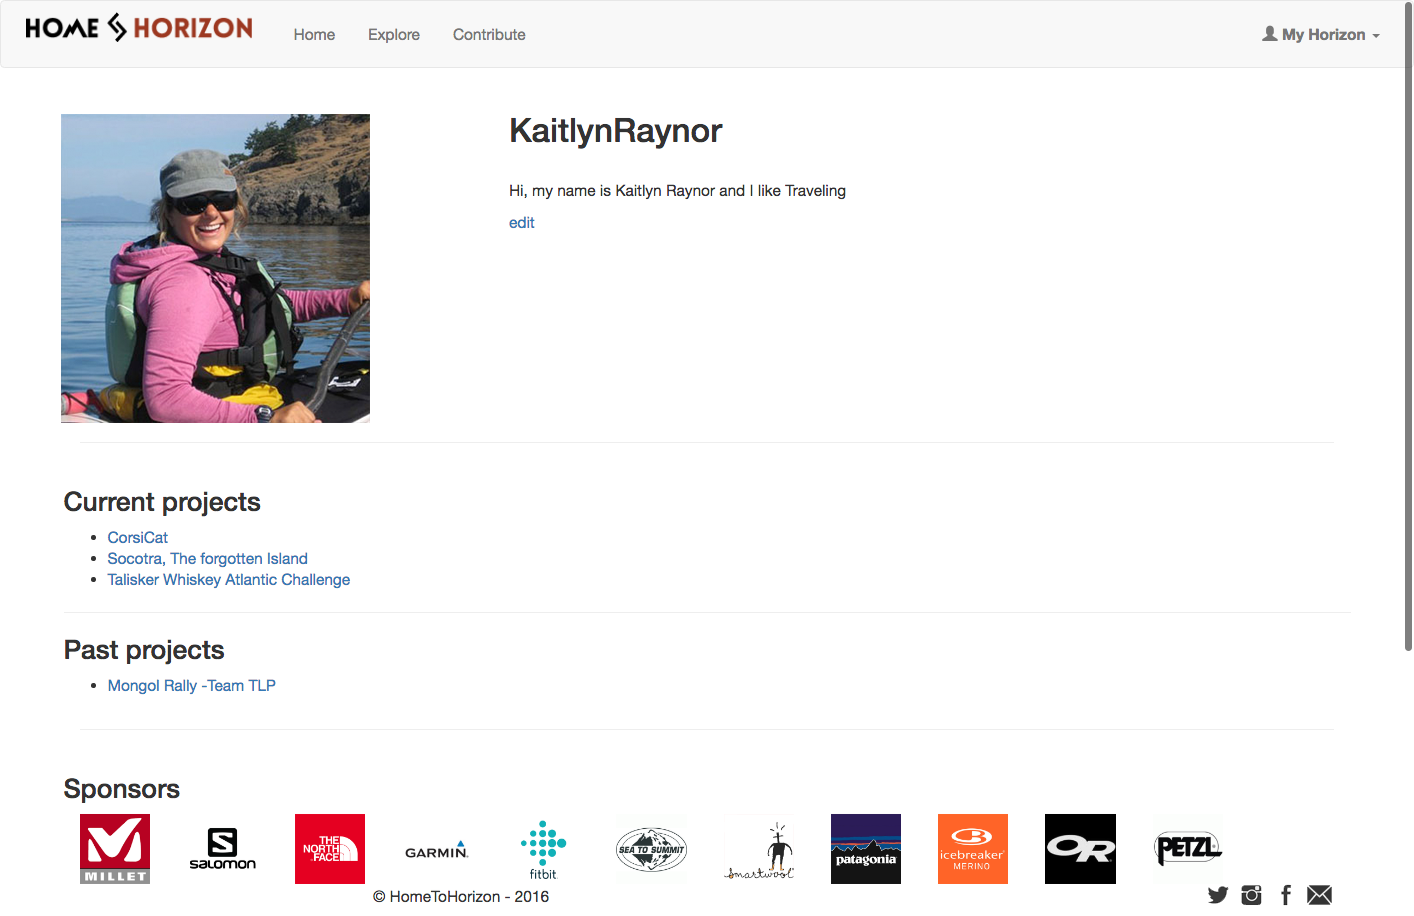 HOME HORIZON
Home
Explore
Contribute
My Horizon
KaitlynRaynor
Hi, my name is Kaitlyn Raynor and I like Traveling
edit
Current projects
CorsiCat
Socotra, The forgotten Island
Talisker Whiskey Atlantic Challenge
Past projects
Mongol Rally -Team TLP
Sponsors
MILLET
SALOMON
THE
NORTH
FACE
GARMIN
fitbit
SEA TO SUMMIT
Smartwool
patagonia
icebreaker
MERINO
OR
PETZL
© HomeToHorizon - 2016